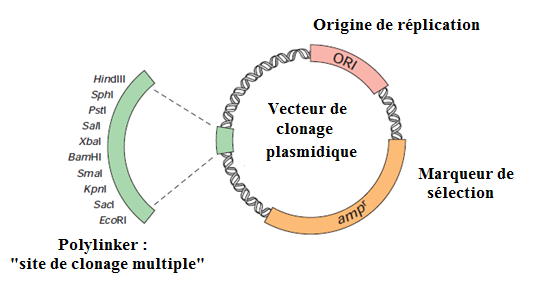 Origine de réplication
ORI
HindIII
SphI
PstI
SalI
XbaI
BamHI
SmaI
KpnI
SacI
EcoRI
Vecteur de
clonage
plasmidique
Marqueur de
sélection
ampʳ
Polylinker :
"site de clonage multiple"